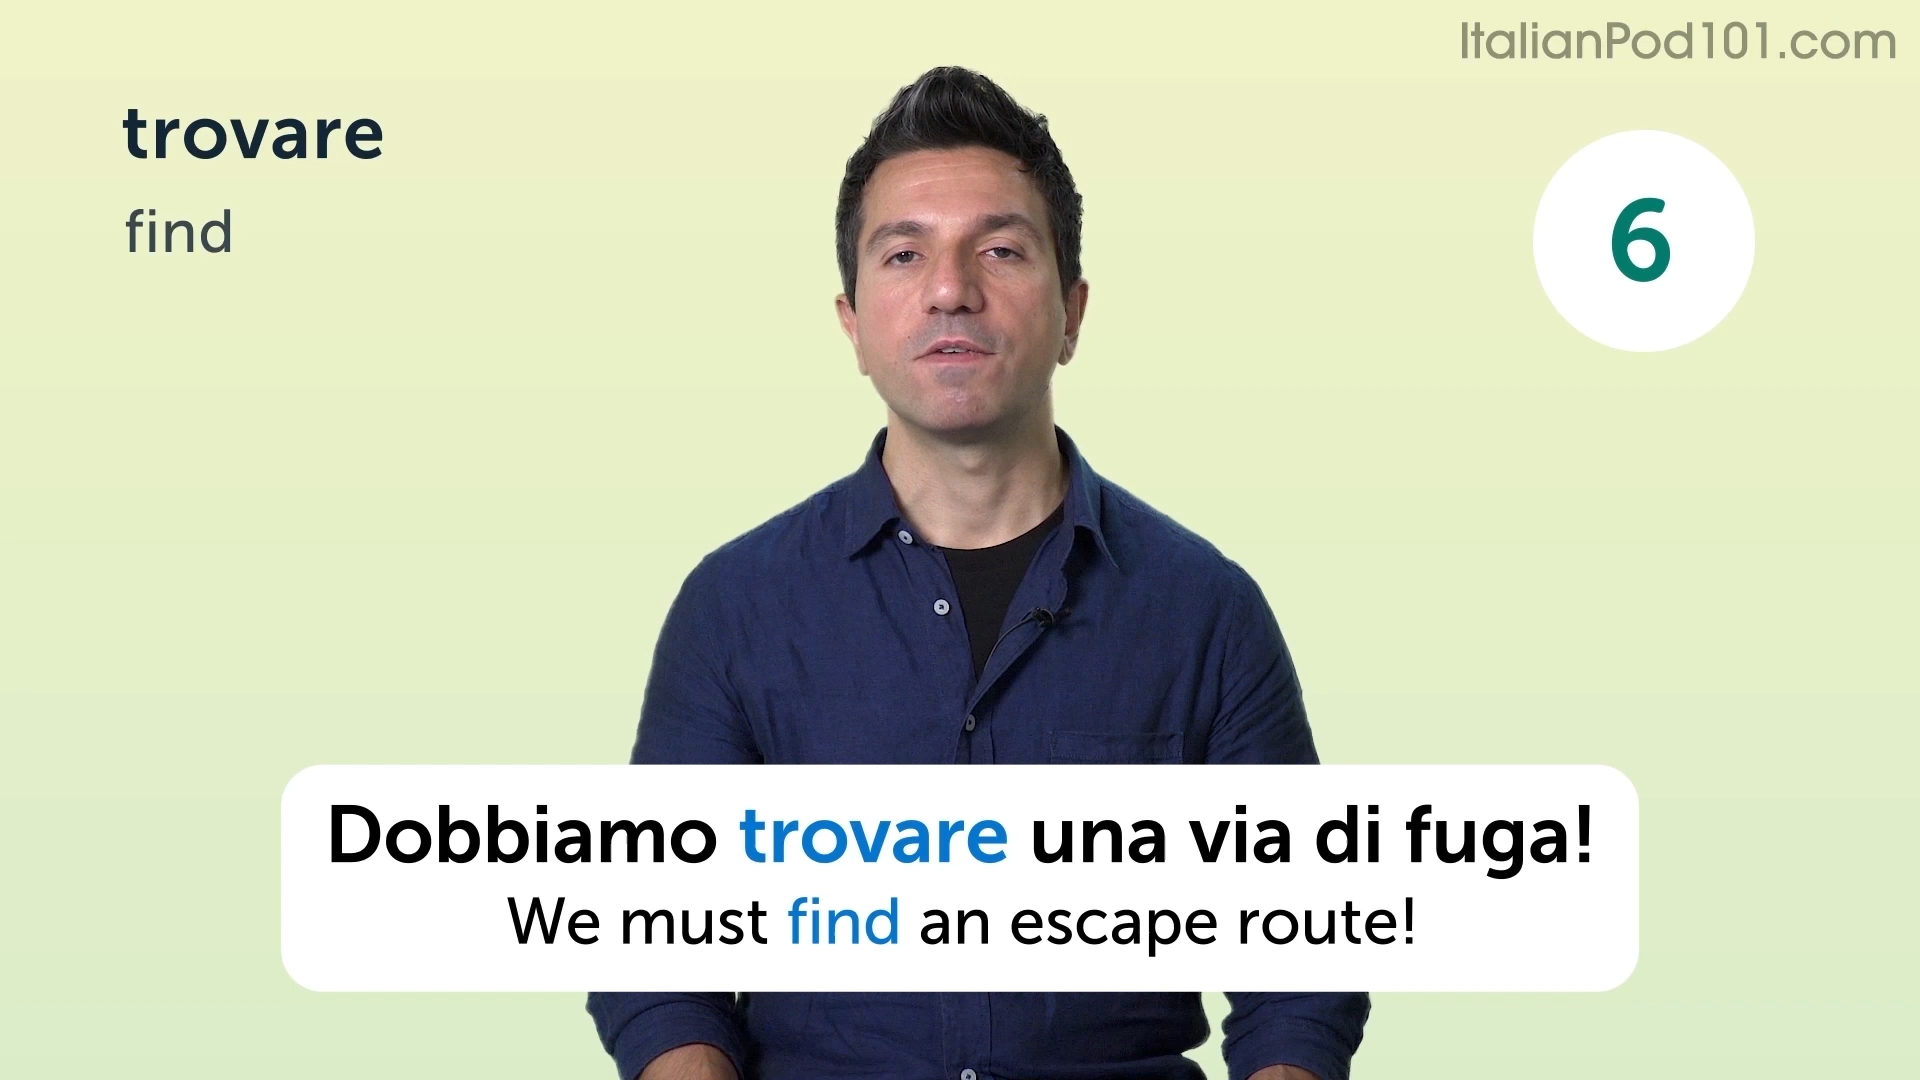 ItalianPod101.com
trovare
find
6
Dobbiamo trovare una via di fuga!
We must find an escape route!